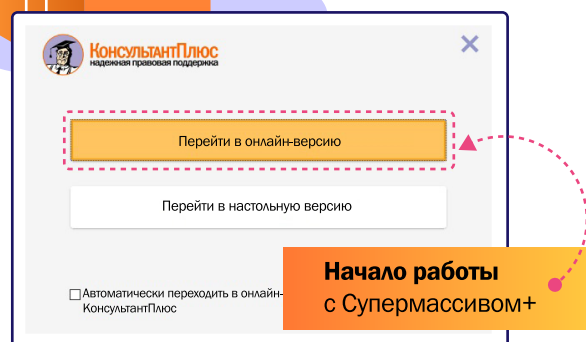 КонсультантПлюс
надежная правовая поддержка
Перейти в онлайн-версию
Перейти в настольную версию
Начало работы
с Супермассивом+
Автоматически переходить в онлайн-
КонсультантПлюс